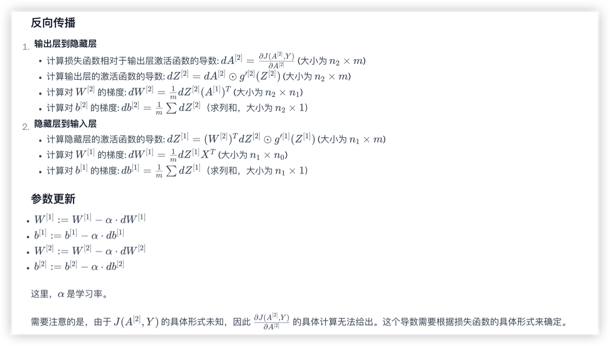 反向传播
1. 输出层到隐藏层
• 计算损失函数相对于输出层激活函数的导数: $dA^{[2]} = \frac{\partial J(A^{[2]},Y)}{\partial A^{[2]}}$ (大小为 $n_2 \times m$)
• 计算输出层的激活函数的导数: $dZ^{[2]} = dA^{[2]} \odot g'^{[2]}(Z^{[2]})$ (大小为 $n_2 \times m$)
• 计算对 $W^{[2]}$ 的梯度: $dW^{[2]} = \frac{1}{m} dZ^{[2]} (A^{[1]})^T$ (大小为 $n_2 \times n_1$)
• 计算对 $b^{[2]}$ 的梯度: $db^{[2]} = \frac{1}{m} \sum dZ^{[2]}$（求列和，大小为 $n_2 \times 1$）
2. 隐藏层到输入层
• 计算隐藏层的激活函数的导数: $dZ^{[1]} = (W^{[2]})^T dZ^{[2]} \odot g'^{[1]}(Z^{[1]})$ (大小为 $n_1 \times m$)
• 计算对 $W^{[1]}$ 的梯度: $dW^{[1]} = \frac{1}{m} dZ^{[1]} X^T$ (大小为 $n_1 \times n_0$)
• 计算对 $b^{[1]}$ 的梯度: $db^{[1]} = \frac{1}{m} \sum dZ^{[1]}$（求列和，大小为 $n_1 \times 1$）
参数更新
• $W^{[1]} := W^{[1]} - \alpha \cdot dW^{[1]}$
• $b^{[1]} := b^{[1]} - \alpha \cdot db^{[1]}$
• $W^{[2]} := W^{[2]} - \alpha \cdot dW^{[2]}$
• $b^{[2]} := b^{[2]} - \alpha \cdot db^{[2]}$
这里，$\alpha$ 是学习率。
需要注意的是，由于 $J(A^{[2]}, Y)$ 的具体形式未知，因此 $\frac{\partial J(A^{[2]},Y)}{\partial A^{[2]}}$ 的具体计算无法给出。这个导数需要根据损失函数的具体形式来确定。